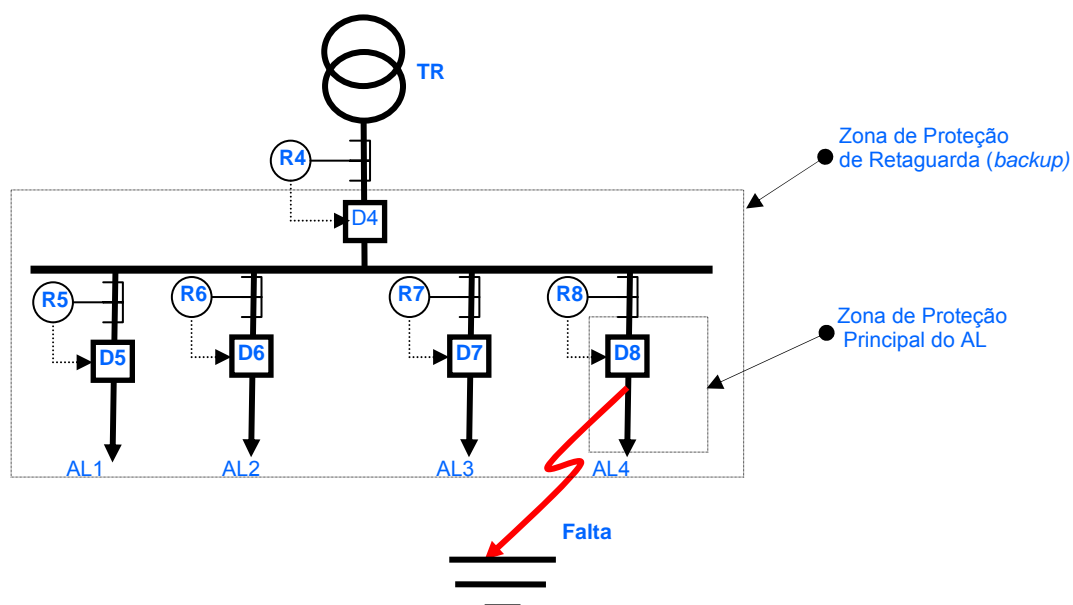 TR
Zona de Proteção
de Retaguarda (backup)
R4
D4
R5
R6
R7
R8
Zona de Proteção
Principal do AL
D5
D6
D7
D8
AL1
AL2
AL3
AL4
Falta